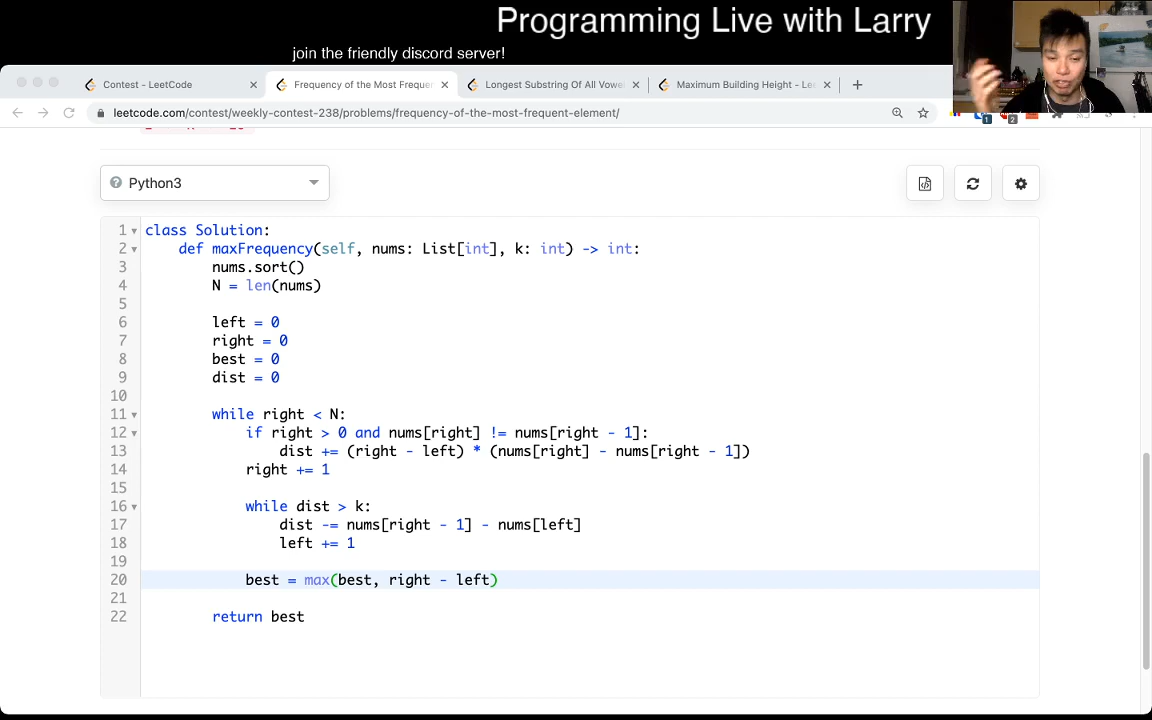 Programming Live with Larry
join the friendly discord server!
Contest - LeetCode
Frequency of the Most Frequer
Longest Substring Of All Vowe
Maximum Building Height - Lee
leetcode.com/contest/weekly-contest-238/problems/frequency-of-the-most-frequent-element/
Python3
1 class Solution:
2 def maxFrequency(self, nums: List[int], k: int) -> int:
3 nums.sort()
4 N = len(nums)
5
6 left = 0
7 right = 0
8 best = 0
9 dist = 0
10
11 while right < N:
12 if right > 0 and nums[right] != nums[right - 1]:
13 dist += (right - left) * (nums[right] - nums[right - 1])
14 right += 1
15
16 while dist > k:
17 dist -= nums[right - 1] - nums[left]
18 left += 1
19
20 best = max(best, right - left)
21
22 return best